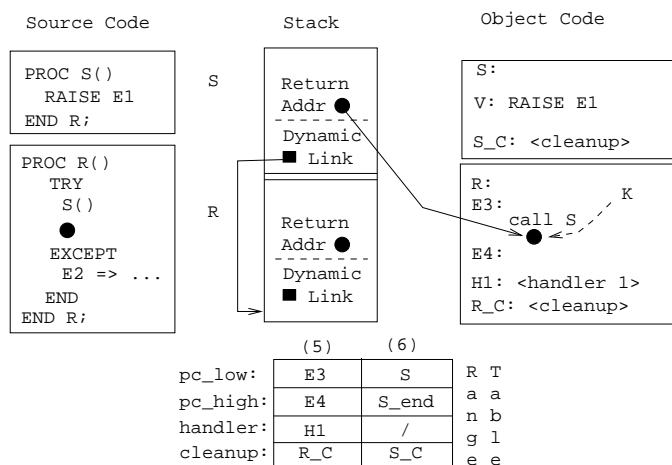 Source Code
Stack
Object Code
PROC S()
RAISE E1
END R;
S
Return
Addr
Dynamic
Link
S:
V: RAISE E1
S_C: <cleanup>
PROC R()
TRY
S()
EXCEPT
E2 => ...
END
END R;
R
Return
Addr
Dynamic
Link
R:
E3:
call S
K
E4:
H1: <handler 1>
R_C: <cleanup>
(5) (6)
pc_low: E3 S
pc_high: E4 S_end
handler: H1 /
cleanup: R_C S_C
Range
Table